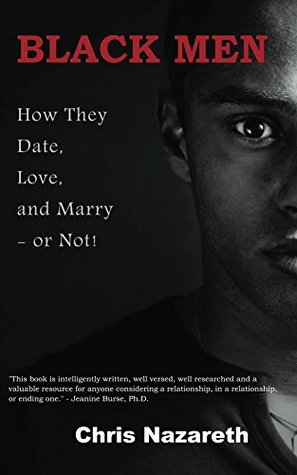 BLACK MEN
How They
Date,
Love,
and Marry
– or Not!
"This book is intelligently written, well versed, well researched and a
valuable resource for anyone considering a relationship, in a relationship,
or ending one." - Jeanine Burse, Ph.D.
Chris Nazareth